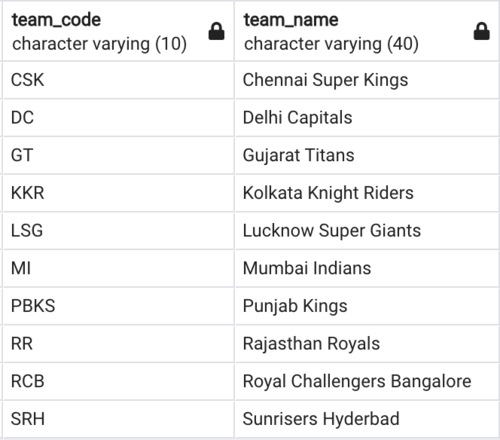 team_code team_name
character varying (10) character varying (40)
CSK Chennai Super Kings
DC Delhi Capitals
GT Gujarat Titans
KKR Kolkata Knight Riders
LSG Lucknow Super Giants
MI Mumbai Indians
PBKS Punjab Kings
RR Rajasthan Royals
RCB Royal Challengers Bangalore
SRH Sunrisers Hyderbad